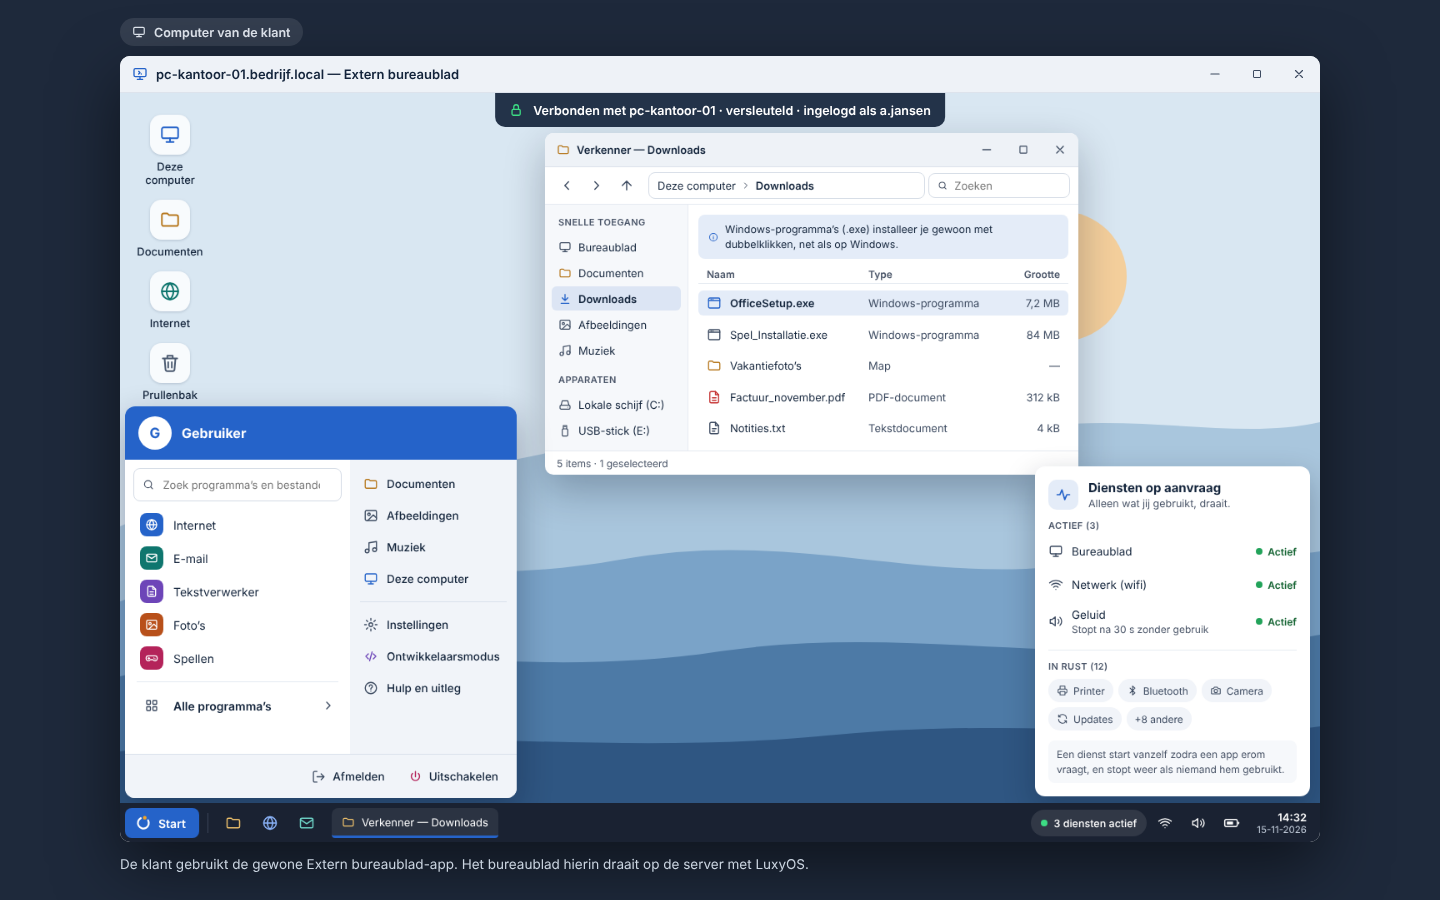 Computer van de klant
pc-kantoor-01.bedrijf.local — Extern bureaublad
Verbonden met pc-kantoor-01 · versleuteld · ingelogd als a.jansen
Deze
computer
Documenten
Internet
Prullenbak
Verkenner — Downloads
Deze computer
Downloads
Zoeken
SNELLE TOEGANG
Bureaublad
Documenten
Downloads
Afbeeldingen
Muziek
APPARATEN
Lokale schijf (C:)
USB-stick (E:)
Windows-programma’s (.exe) installeer je gewoon met
dubbelklikken, net als op Windows.
Naam Type Grootte
OfficeSetup.exe Windows-programma 7,2 MB
Spel_Installatie.exe Windows-programma 84 MB
Vakantiefoto’s Map —
Factuur_november.pdf PDF-document 312 kB
Notities.txt Tekstdocument 4 kB
5 items · 1 geselecteerd
G
Gebruiker
Zoek programma’s en bestande
Internet
E-mail
Tekstverwerker
Foto’s
Spellen
Alle programma’s
Documenten
Afbeeldingen
Muziek
Deze computer
Instellingen
Ontwikkelaarsmodus
Hulp en uitleg
Afmelden
Uitschakelen
Diensten op aanvraag
Alleen wat jij gebruikt, draait.
ACTIEF (3)
Bureaublad Actief
Netwerk (wifi) Actief
Geluid
Stopt na 30 s zonder gebruik
Actief
IN RUST (12)
Printer Bluetooth Camera
Updates +8 andere
Een dienst start vanzelf zodra een app erom
vraagt, en stopt weer als niemand hem gebruikt.
Start
Verkenner — Downloads
3 diensten actief
14:32
15-11-2026
De klant gebruikt de gewone Extern bureaublad-app. Het bureaublad hierin draait op de server met LuxyOS.